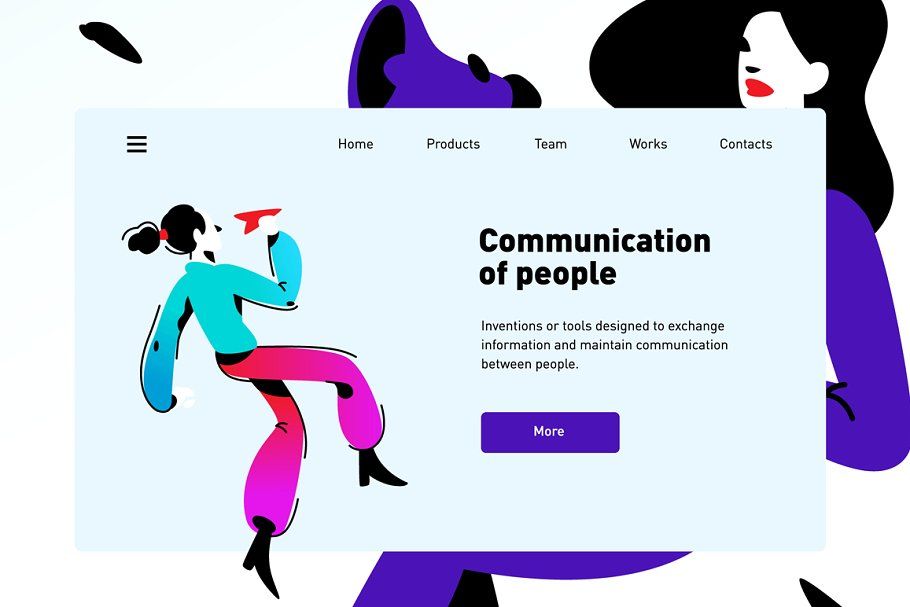 Home Products Team Works Contacts
Communication
of people
Inventions or tools designed to exchange
information and maintain communication
between people.
More